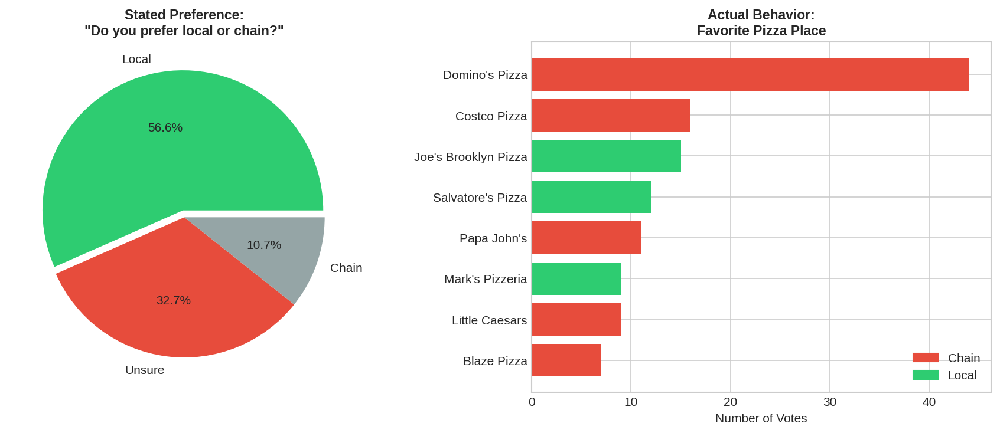 Stated Preference:
"Do you prefer local or chain?"
Local
56.6%
10.7%
Chain
32.7%
Unsure
Actual Behavior:
Favorite Pizza Place
Domino's Pizza
Costco Pizza
Joe's Brooklyn Pizza
Salvatore's Pizza
Papa John's
Mark's Pizzeria
Little Caesars
Blaze Pizza
Chain
Local
0 10 20 30 40
Number of Votes